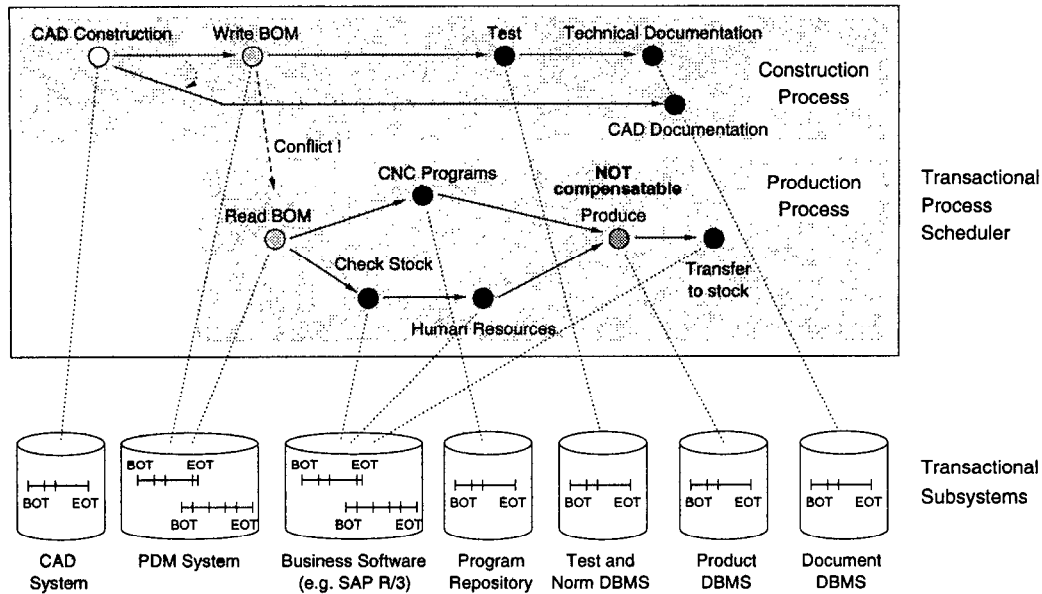 CAD Construction
Write BOM
Test
Technical Documentation
Construction
Process
CAD Documentation
Conflict !
CNC Programs
NOT
compensatable
Production
Process
Read BOM
Produce
Check Stock
Transfer
to stock
Human Resources
Transactional
Process
Scheduler
BOT EOT
BOT EOT
BOT EOT
BOT EOT
BOT EOT
BOT EOT
BOT EOT
BOT EOT
BOT EOT
Transactional
Subsystems
CAD
System
PDM System
Business Software
(e.g. SAP R/3)
Program
Repository
Test and
Norm DBMS
Product
DBMS
Document
DBMS